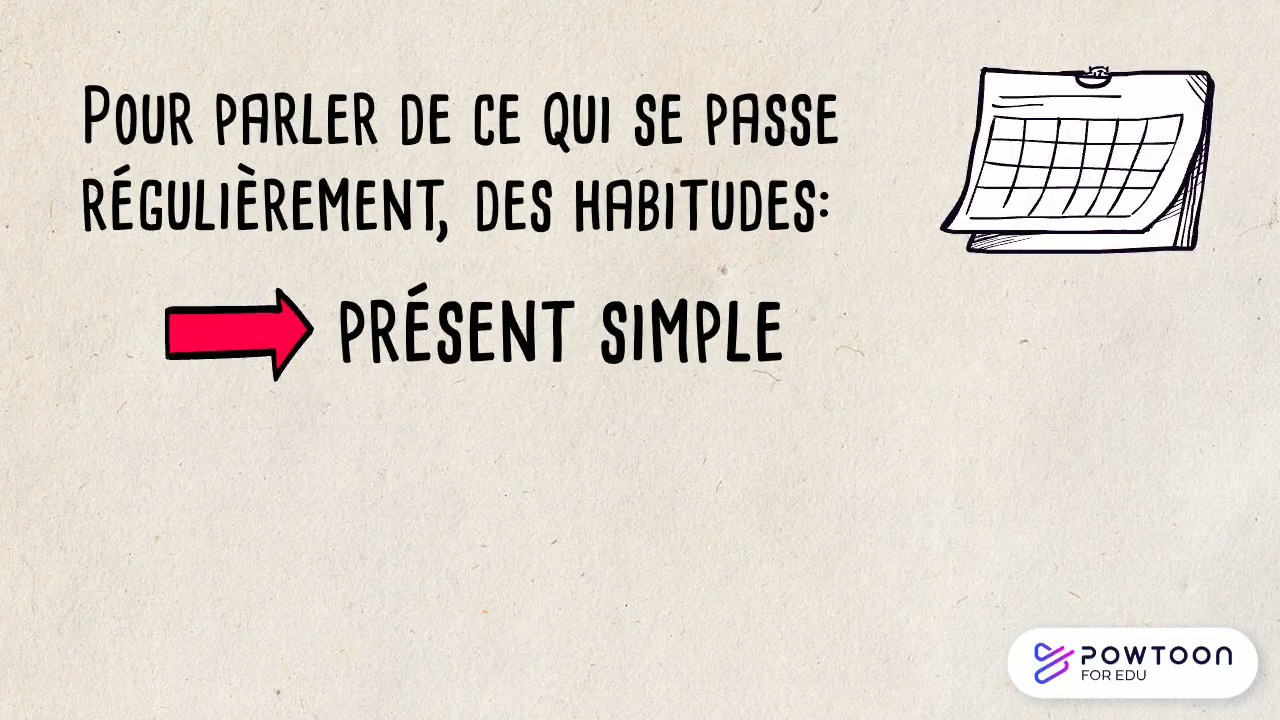 Pour parler de ce qui se passe
régulièrement, des habitudes:
présent simple
POWTOON
FOR EDU